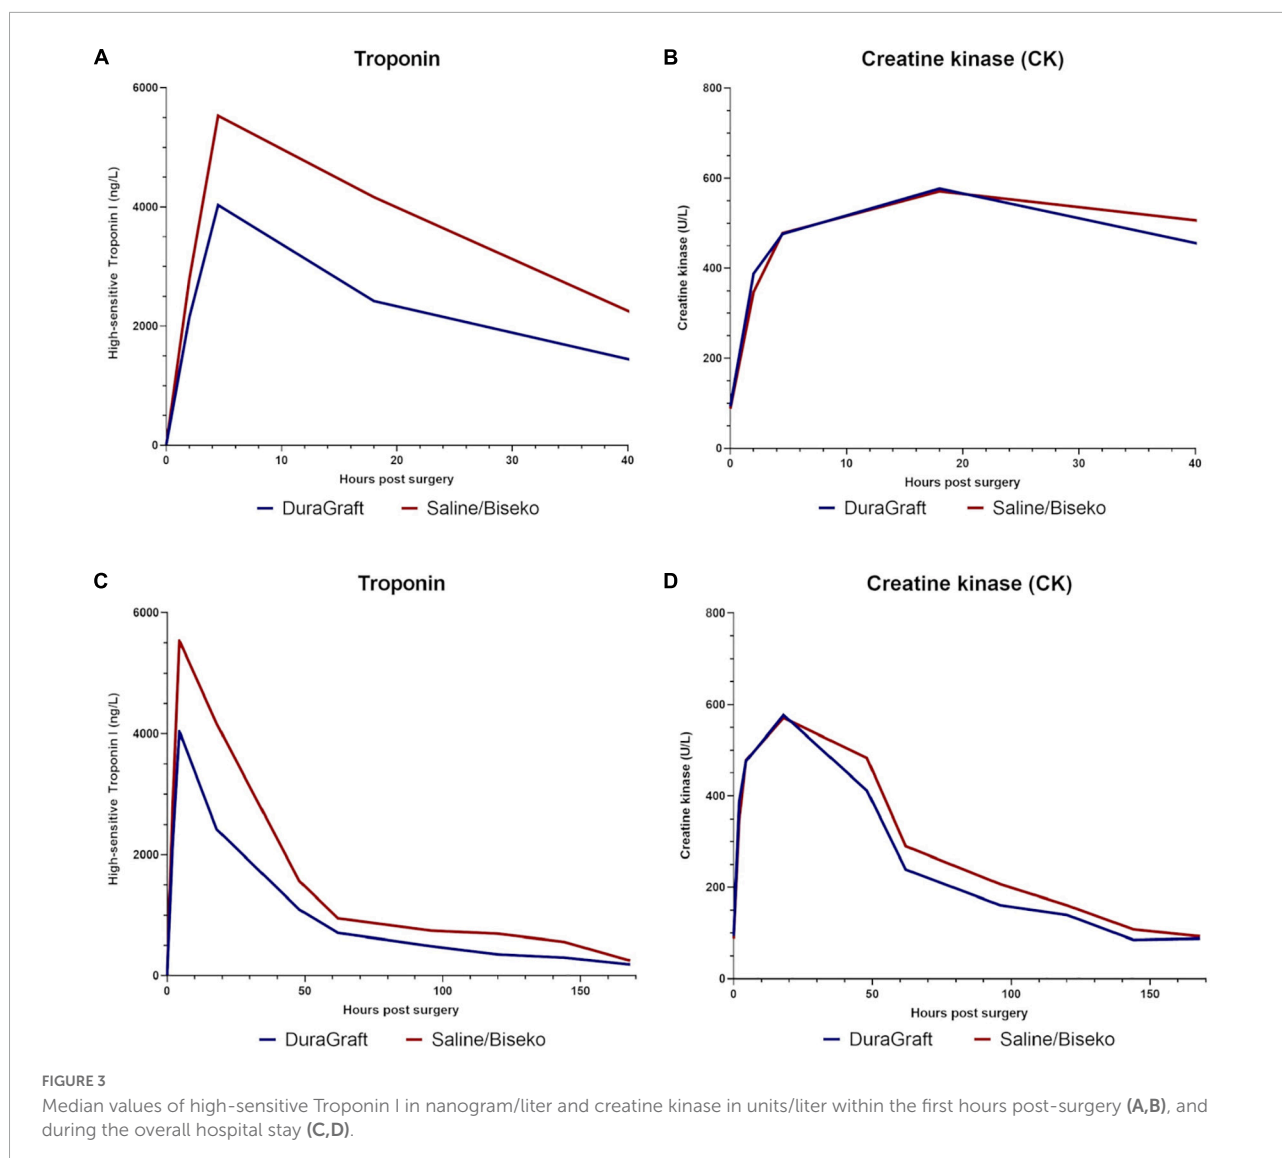 A
Troponin
High-sensitive Troponin I (ng/L)
6000
4000
2000
0
0 10 20 30 40
Hours post surgery
DuraGraft Saline/Biseko
B
Creatine kinase (CK)
Creatine kinase (U/L)
800
600
400
200
0
0 10 20 30 40
Hours post surgery
DuraGraft Saline/Biseko
C
Troponin
High-sensitive Troponin I (ng/L)
6000
4000
2000
0
0 50 100 150
Hours post surgery
DuraGraft Saline/Biseko
D
Creatine kinase (CK)
Creatine kinase (U/L)
800
600
400
200
0
0 50 100 150
Hours post surgery
DuraGraft Saline/Biseko
FIGURE 3
Median values of high-sensitive Troponin I in nanogram/liter and creatine kinase in units/liter within the first hours post-surgery (A,B), and
during the overall hospital stay (C,D).